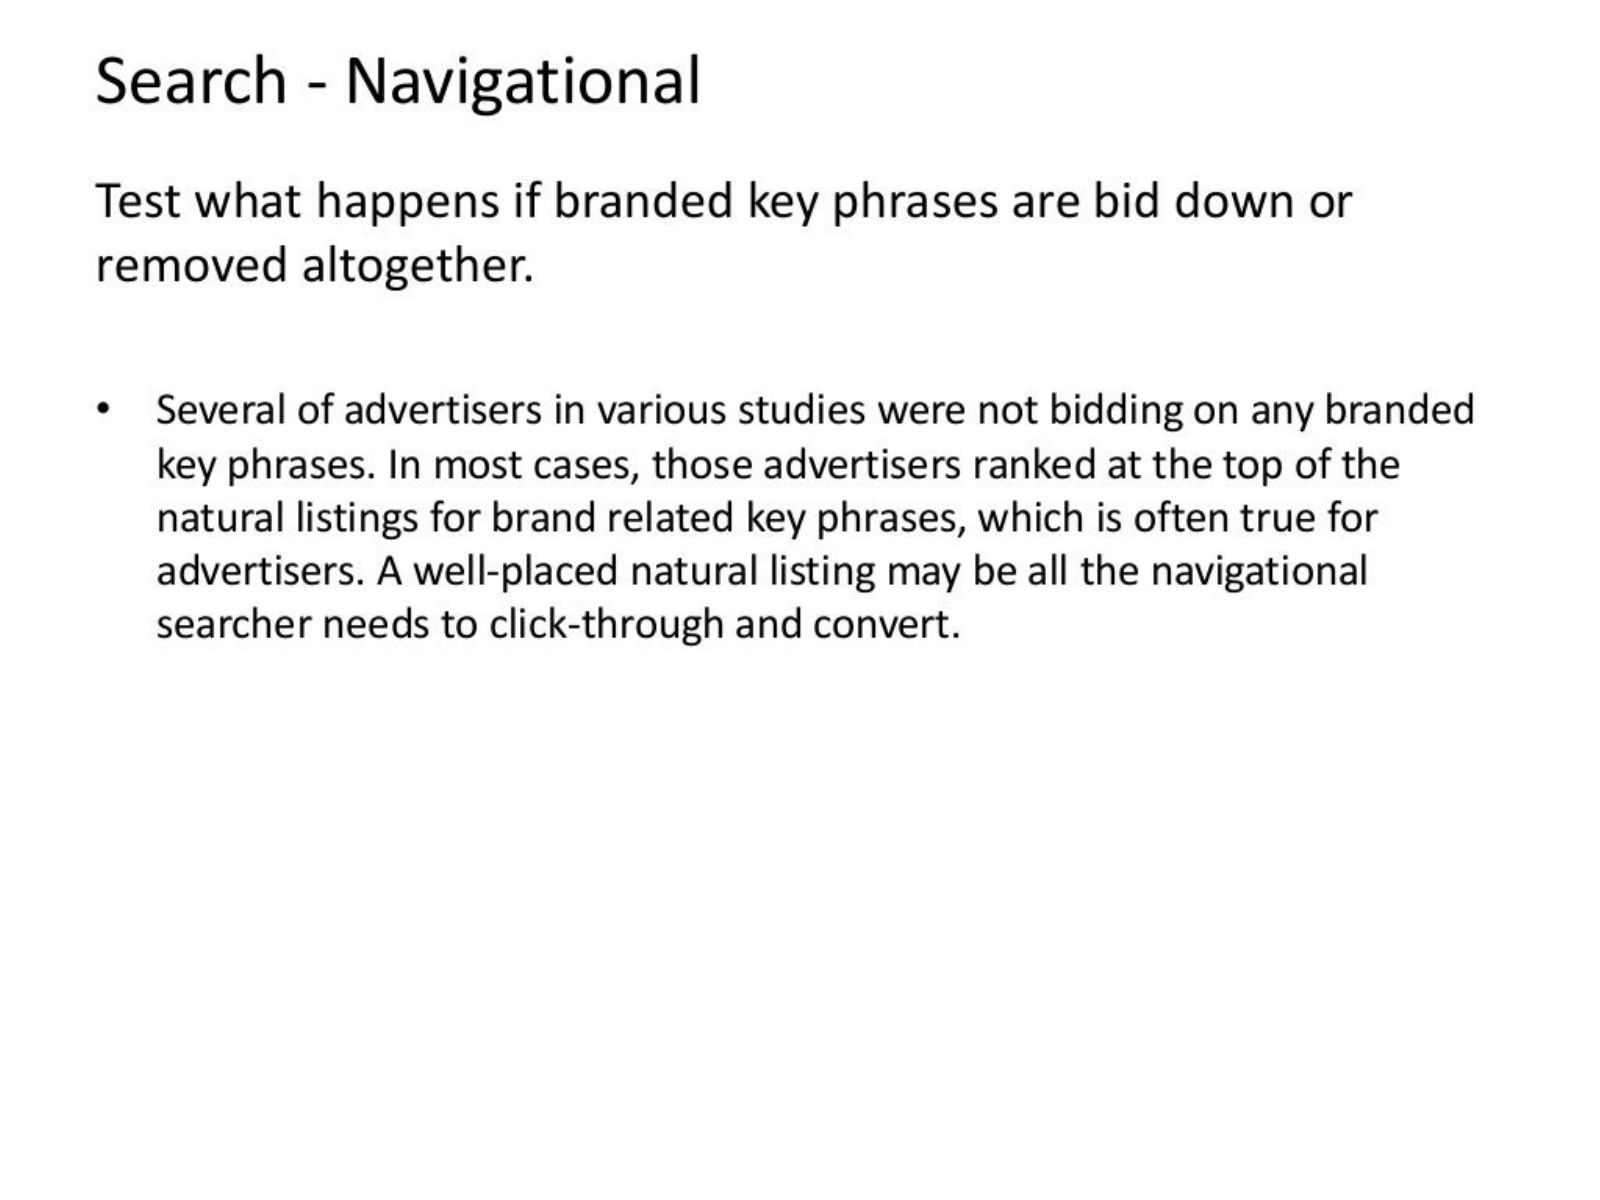 Search - Navigational
Test what happens if branded key phrases are bid down or
removed altogether.
• Several of advertisers in various studies were not bidding on any branded
key phrases. In most cases, those advertisers ranked at the top of the
natural listings for brand related key phrases, which is often true for
advertisers. A well-placed natural listing may be all the navigational
searcher needs to click-through and convert.